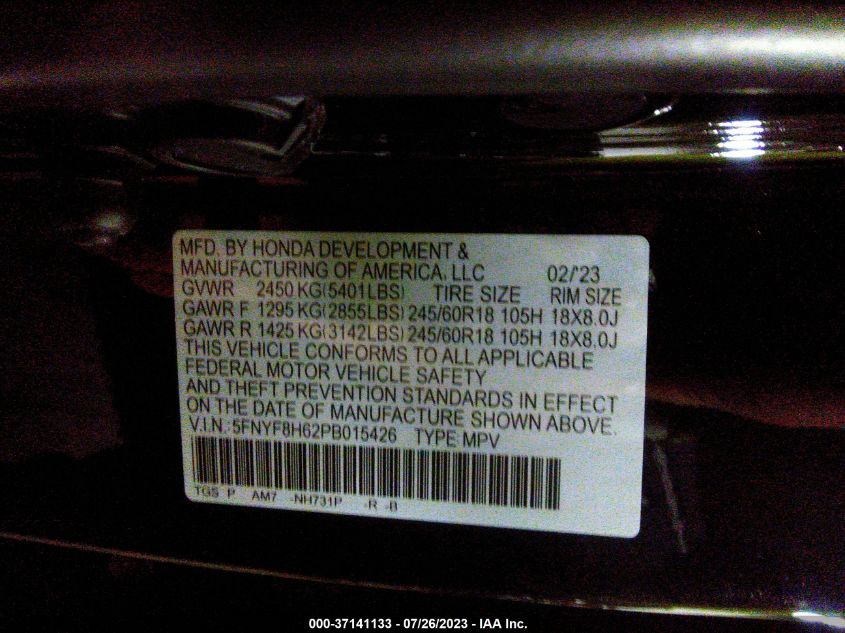 MFD. BY HONDA DEVELOPMENT &
MANUFACTURING OF AMERICA, LLC 02/'23
GVWR 2450 KG(5401LBS) TIRE SIZE RIM SIZE
GAWR F 1295 KG(2855LBS) 245/60R18 105H 18X8.0J
GAWR R 1425 KG(3142LBS) 245/60R18 105H 18X8.0J
THIS VEHICLE CONFORMS TO ALL APPLICABLE
FEDERAL MOTOR VEHICLE SAFETY
AND THEFT PREVENTION STANDARDS IN EFFECT
ON THE DATE OF MANUFACTURE SHOWN ABOVE.
V.I.N.: 5FNYF8H62PB015426 TYPE: MPV
TGS P AM7 -NH731P -R -B
000-37141133 - 07/26/2023 - IAA Inc.